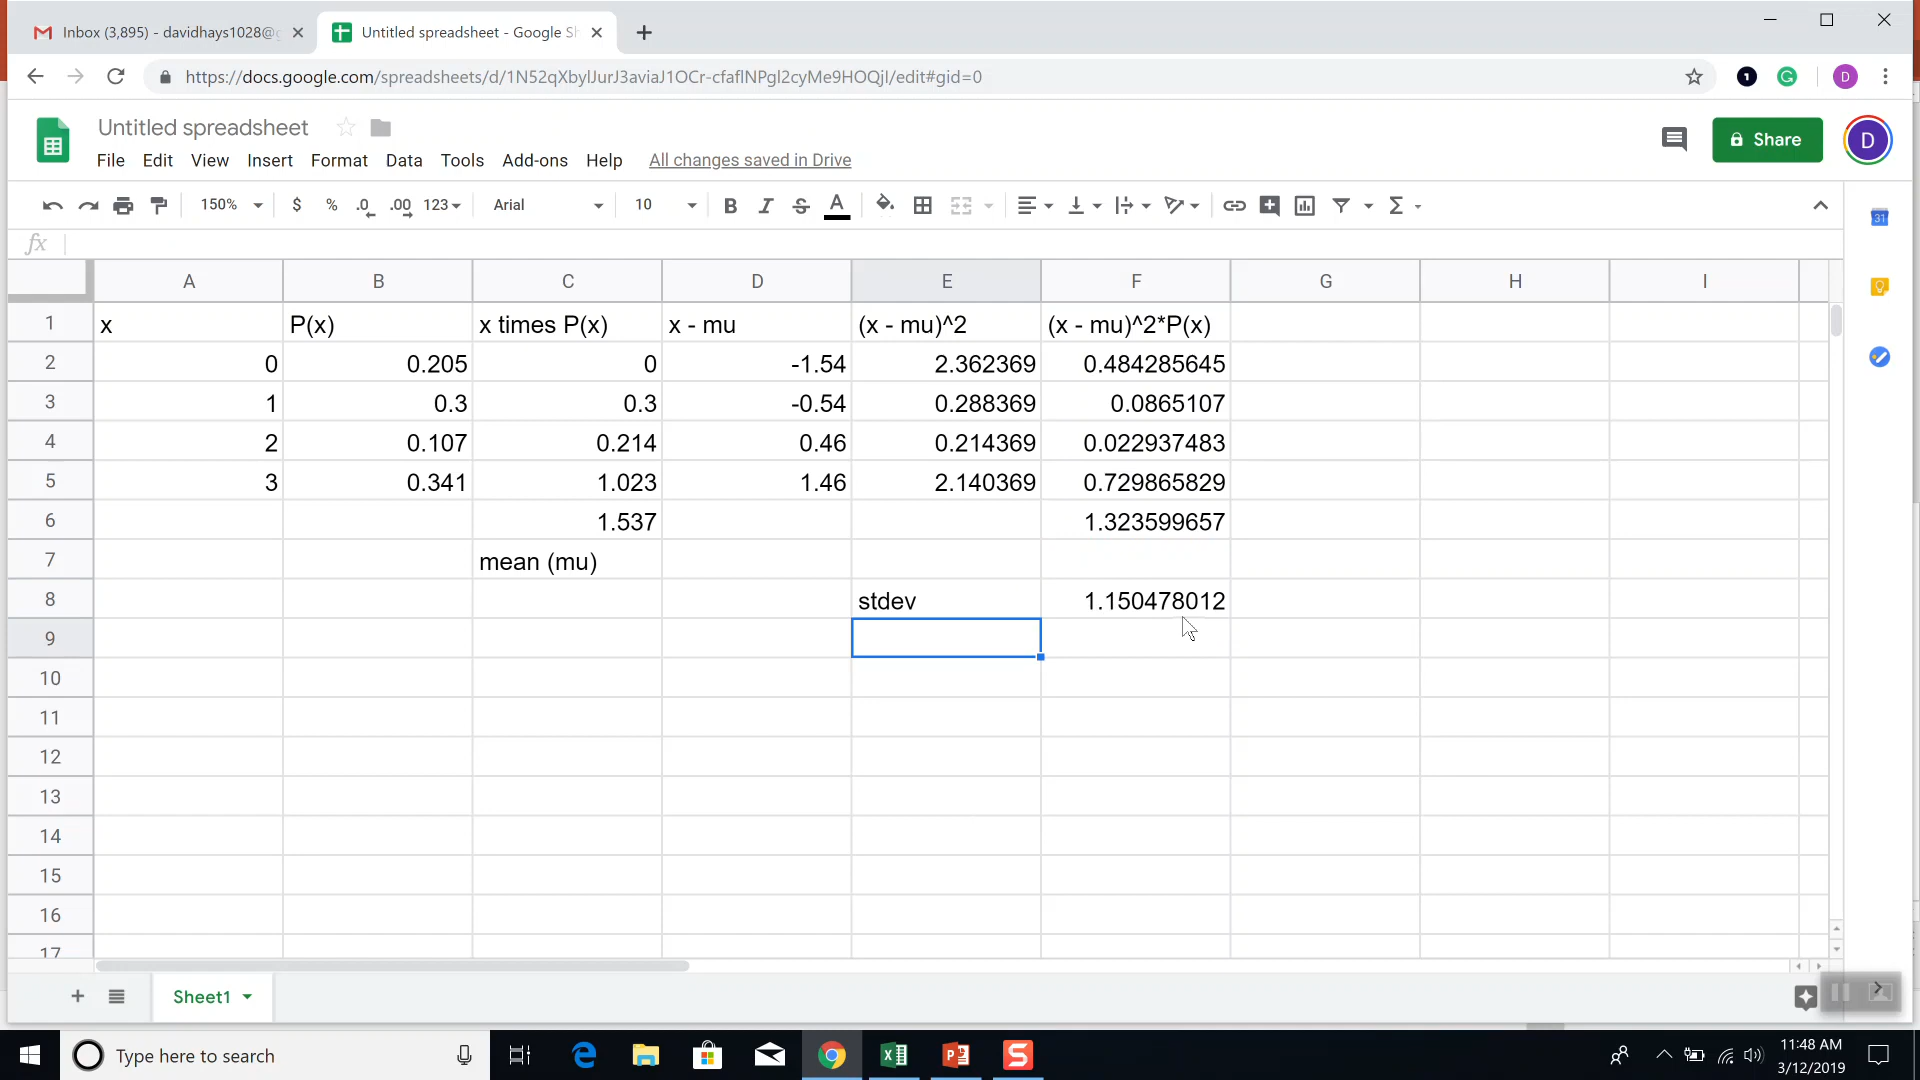 Inbox (3,895) - davidhays1028@g
Untitled spreadsheet - Google Sh
https://docs.google.com/spreadsheets/d/1N52qXbylJurJ3aviaJ1OCr-cfaflNPgl2cyMe9HOQjI/edit#gid=0
Untitled spreadsheet
Share
D
File Edit View Insert Format Data Tools Add-ons Help All changes saved in Drive
150% $ % .0 .00 123 Arial 10 B I S A
31
fx
A B C D E F G H I
1 x P(x) x times P(x) x - mu (x - mu)^2 (x - mu)^2*P(x)
2 0 0.205 0 -1.54 2.362369 0.484285645
3 1 0.3 0.3 -0.54 0.288369 0.0865107
4 2 0.107 0.214 0.46 0.214369 0.022937483
5 3 0.341 1.023 1.46 2.140369 0.729865829
6 1.537 1.323599657
7 mean (mu)
8 stdev 1.150478012
9
10
11
12
13
14
15
16
17
Sheet1
Type here to search
11:48 AM
3/12/2019